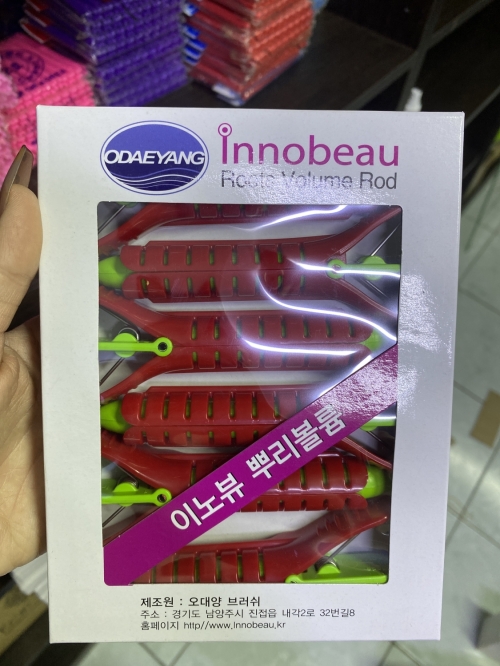 ODAEYANG
innobeau
Roots Volume Rod
이노뷰 뿌리볼륨
제조원 : 오대양 브러쉬
주소 : 경기도 남양주시 진접읍 내각2로 32번길8
홈페이지 http//www.innobeau.kr